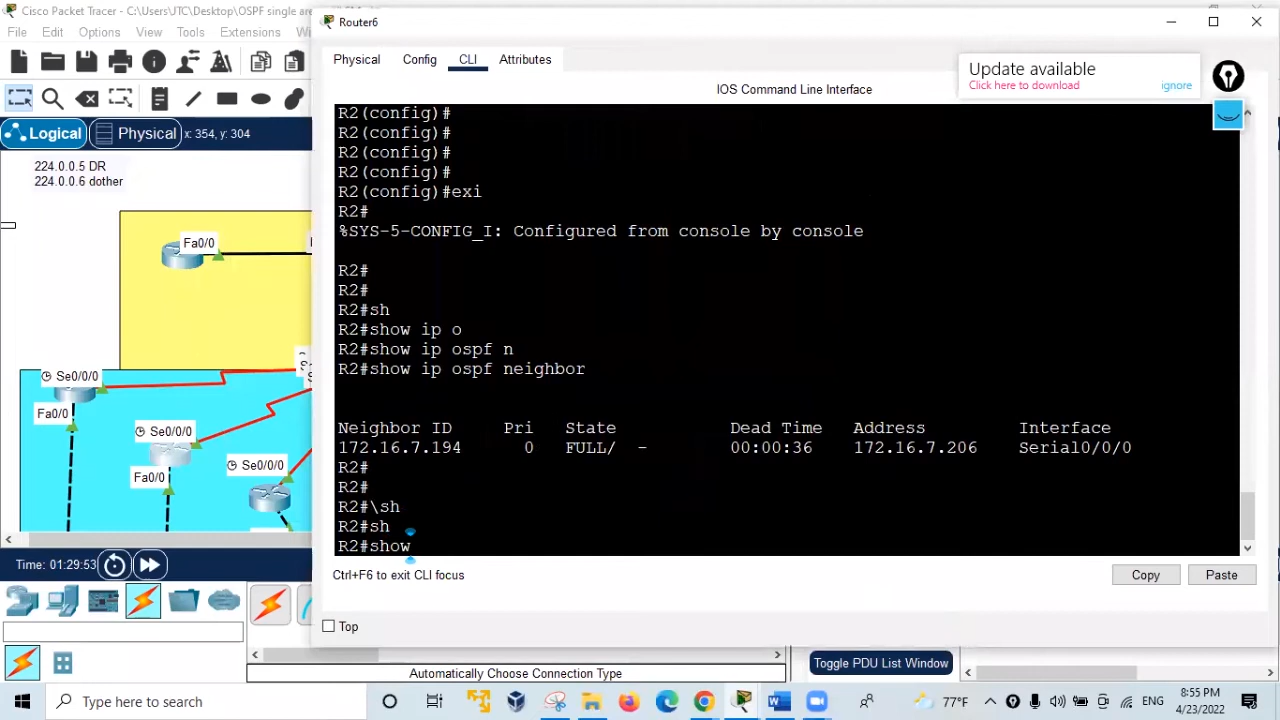 Cisco Packet Tracer - C:\Users\JTC\Desktop\OSPF single are
File Edit Options View Tools Extensions Wi
Logical Physical x: 354, y: 304
224.0.0.5 DR
224.0.0.6 dother
Fa0/0
Se0/0/0
Fa0/0
Se0/0/0
Fa0/0
Se0/0/0
Time: 01:29:53
Router6
Physical Config CLI Attributes
Update available
Click here to download ignore
IOS Command Line Interface
R2(config)#
R2(config)#
R2(config)#
R2(config)#
R2(config)#exi
R2#
%SYS-5-CONFIG_I: Configured from console by console
R2#
R2#
R2#sh
R2#show ip o
R2#show ip ospf n
R2#show ip ospf neighbor
Neighbor ID Pri State Dead Time Address Interface
172.16.7.194 0 FULL/ - 00:00:36 172.16.7.206 Serial0/0/0
R2#
R2#
R2#\sh
R2#sh
R2#show
Ctrl+F6 to exit CLI focus
Copy Paste
Top
Toggle PDU List Window
Automatically Choose Connection Type
Type here to search
77°F
ENG
8:55 PM
4/23/2022